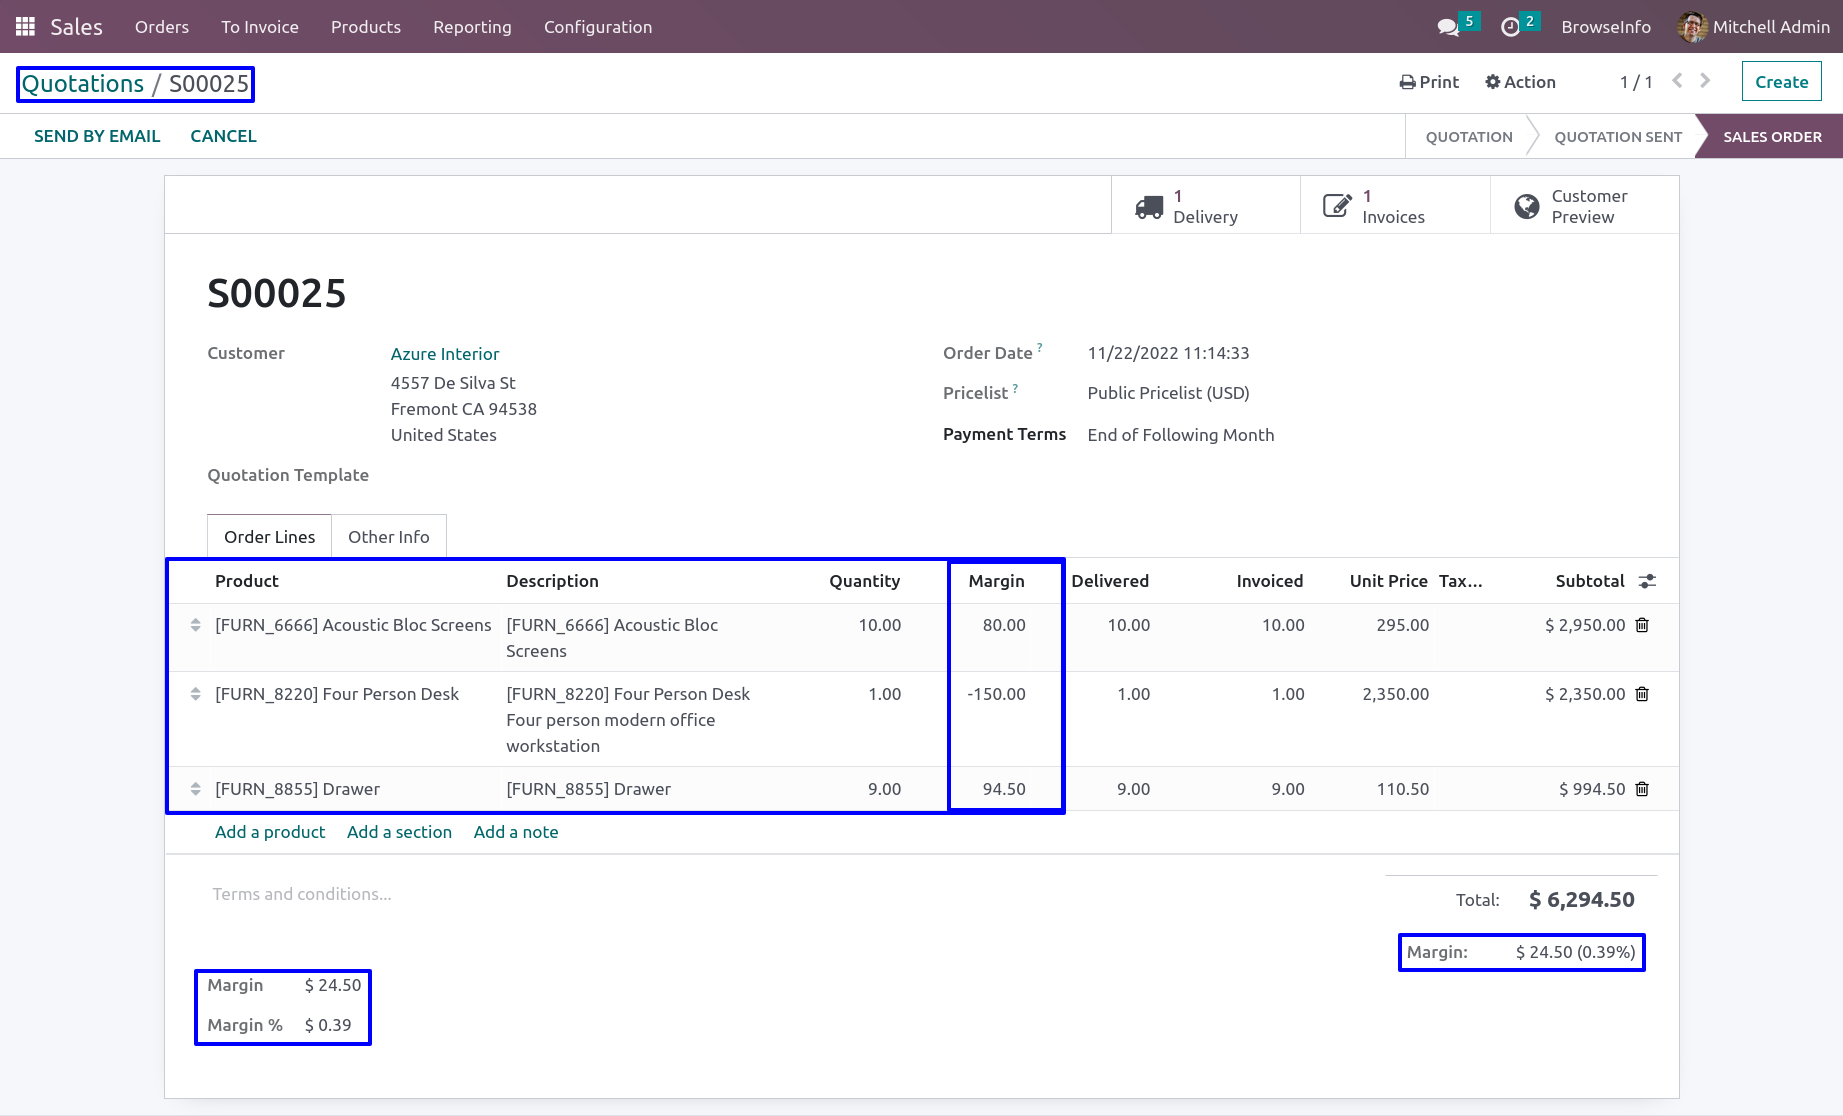 Sales Orders To Invoice Products Reporting Configuration 5 2 BrowseInfo Mitchell Admin
Quotations / S00025 Print Action 1 / 1 Create
SEND BY EMAIL CANCEL QUOTATION QUOTATION SENT SALES ORDER
1 Delivery 1 Invoices Customer Preview
S00025
Customer Azure Interior Order Date ? 11/22/2022 11:14:33
4557 De Silva St
Fremont CA 94538
United States
Pricelist ? Public Pricelist (USD)
Payment Terms End of Following Month
Quotation Template
Order Lines Other Info
Product Description Quantity Margin Delivered Invoiced Unit Price Tax... Subtotal
[FURN_6666] Acoustic Bloc Screens [FURN_6666] Acoustic Bloc 10.00 80.00 10.00 10.00 295.00 $ 2,950.00
Screens
[FURN_8220] Four Person Desk [FURN_8220] Four Person Desk 1.00 -150.00 1.00 1.00 2,350.00 $ 2,350.00
Four person modern office
workstation
[FURN_8855] Drawer [FURN_8855] Drawer 9.00 94.50 9.00 9.00 110.50 $ 994.50
Add a product Add a section Add a note
Terms and conditions... Total: $ 6,294.50
Margin: $ 24.50 (0.39%)
Margin $ 24.50
Margin % $ 0.39